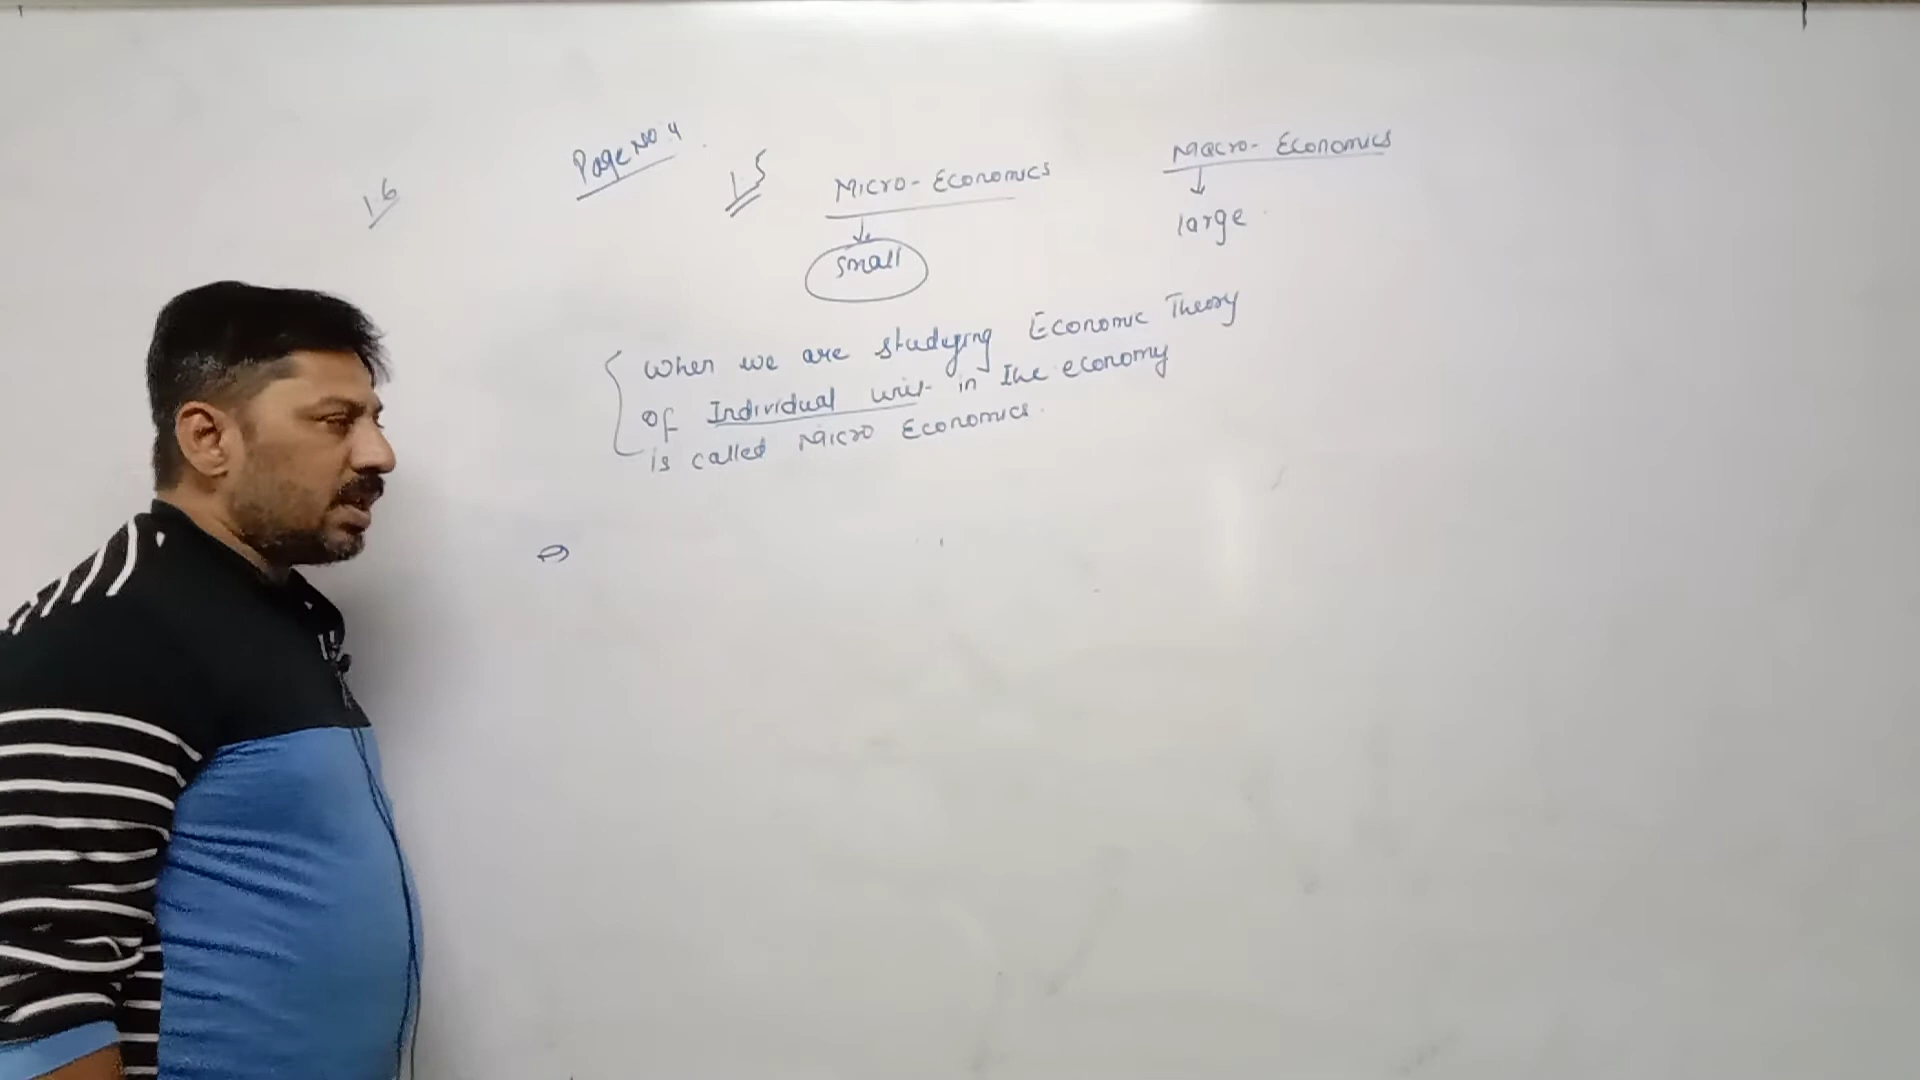 Page No 4
1.6
1.5
Micro - Economics
Macro - Economics
small
large
When we are studying Economic Theory
of Individual unit in the economy
is called Micro Economics.